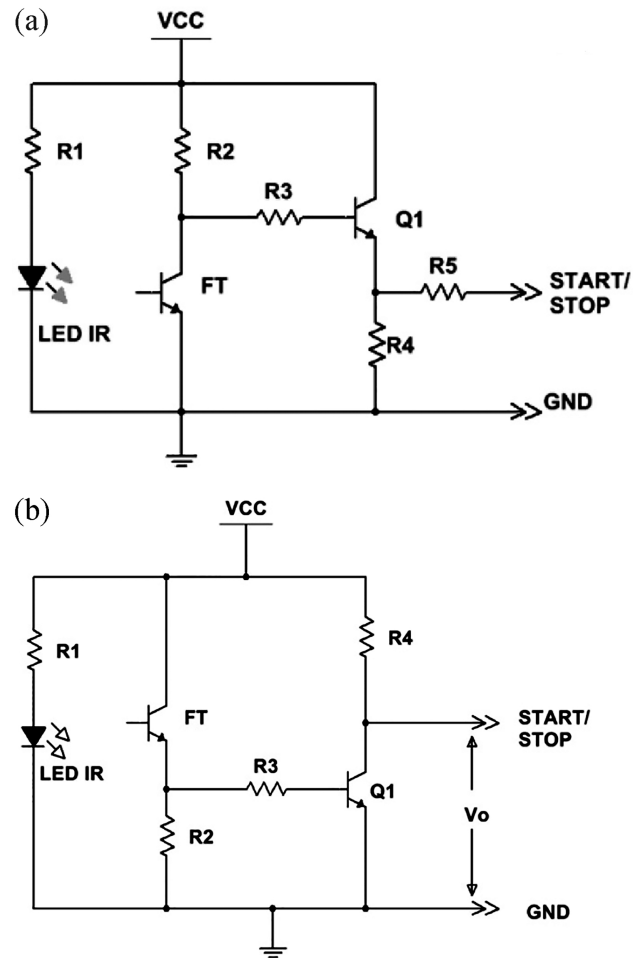 (a)
VCC
R1
R2
R3
Q1
FT
R5
START/
STOP
LED IR
R4
GND
(b)
VCC
R1
R4
FT
START/
STOP
LED IR
R3
Q1
R2
Vo
GND